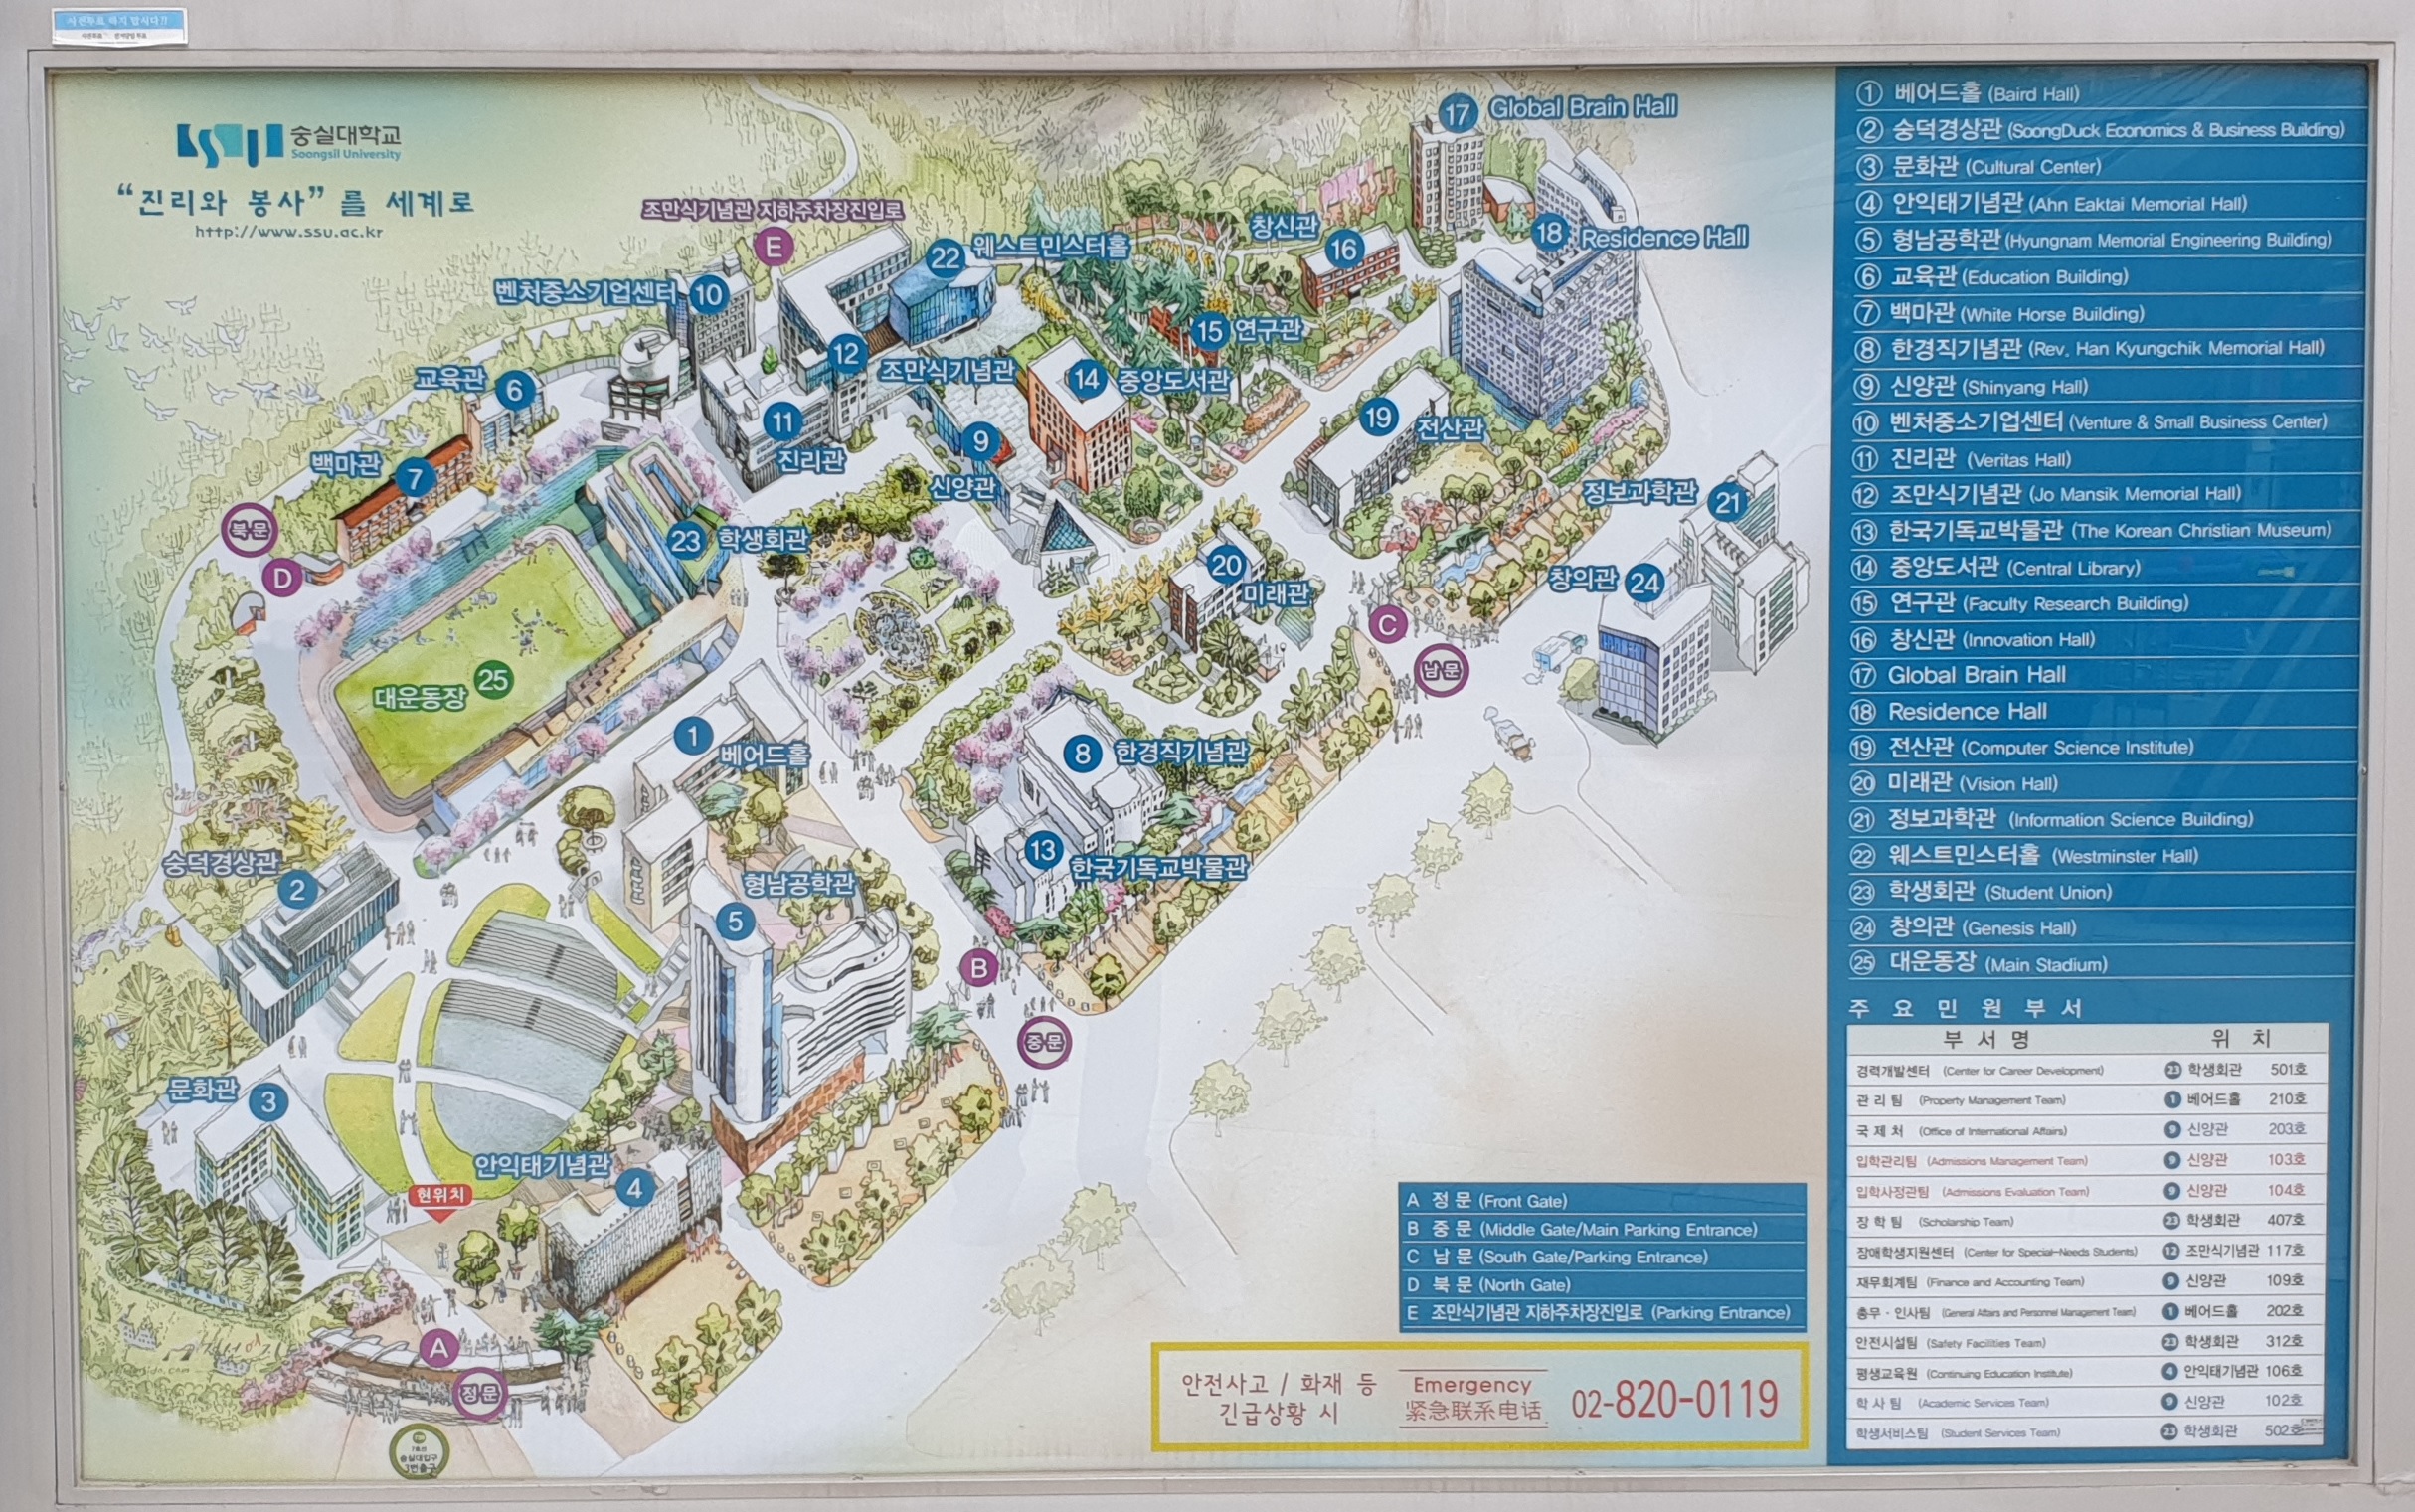 사전투표 하기 맙시다!!
숭실대학교
Soongsil University
“진리와 봉사”를 세계로
http://www.ssu.ac.kr
17 Global Brain Hall
조만식기념관 지하주차장진입로
E
22 웨스트민스터홀
창신관 16
18 Residence Hall
벤처중소기업센터 10
15 연구관
12 조만식기념관
교육관 6
14 중앙도서관
11 진리관
19 전산관
9 신양관
백마관 7
정보과학관 21
북문
D
23 학생회관
20 미래관
창의관 24
C
남문
대운동장 25
1 베어드홀
8 한경직기념관
13 한국기독교박물관
숭덕경상관 2
형남공학관 5
B
중문
문화관 3
안익태기념관 4
현위치
A
정문
숭실대입구
3번출구
① 베어드홀 (Baird Hall)
② 숭덕경상관 (SoongDuck Economics & Business Building)
③ 문화관 (Cultural Center)
④ 안익태기념관 (Ahn Eaktai Memorial Hall)
⑤ 형남공학관 (Hyungnam Memorial Engineering Building)
⑥ 교육관 (Education Building)
⑦ 백마관 (White Horse Building)
⑧ 한경직기념관 (Rev. Han Kyungchik Memorial Hall)
⑨ 신양관 (Shinyang Hall)
⑩ 벤처중소기업센터 (Venture & Small Business Center)
⑪ 진리관 (Veritas Hall)
⑫ 조만식기념관 (Jo Mansik Memorial Hall)
⑬ 한국기독교박물관 (The Korean Christian Museum)
⑭ 중앙도서관 (Central Library)
⑮ 연구관 (Faculty Research Building)
⑯ 창신관 (Innovation Hall)
⑰ Global Brain Hall
⑱ Residence Hall
⑲ 전산관 (Computer Science Institute)
⑳ 미래관 (Vision Hall)
㉑ 정보과학관 (Information Science Building)
㉒ 웨스트민스터홀 (Westminster Hall)
㉓ 학생회관 (Student Union)
㉔ 창의관 (Genesis Hall)
㉕ 대운동장 (Main Stadium)
주 요 민 원 부 서
부 서 명 위 치
경력개발센터 (Center for Career Development) 23 학생회관 501호
관 리 팀 (Property Management Team) 1 베어드홀 210호
국 제 처 (Office of International Affairs) 9 신양관 203호
입학관리팀 (Admissions Management Team) 9 신양관 103호
입학사정관팀 (Admissions Evaluation Team) 9 신양관 104호
장 학 팀 (Scholarship Team) 23 학생회관 407호
장애학생지원센터 (Center for Special-Needs Students) 12 조만식기념관 117호
재무회계팀 (Finance and Accounting Team) 9 신양관 109호
총무 · 인사팀 (General Affairs and Personnel Management Team) 1 베어드홀 202호
안전시설팀 (Safety Facilities Team) 23 학생회관 312호
평생교육원 (Continuing Education Institute) 4 안익태기념관 106호
학 사 팀 (Academic Services Team) 9 신양관 102호
학생서비스팀 (Student Services Team) 23 학생회관 502호
A 정 문 (Front Gate)
B 중 문 (Middle Gate/Main Parking Entrance)
C 남 문 (South Gate/Parking Entrance)
D 북 문 (North Gate)
E 조만식기념관 지하주차장진입로 (Parking Entrance)
안전사고 / 화재 등
긴급상황 시
Emergency
紧急联系电话
02-820-0119